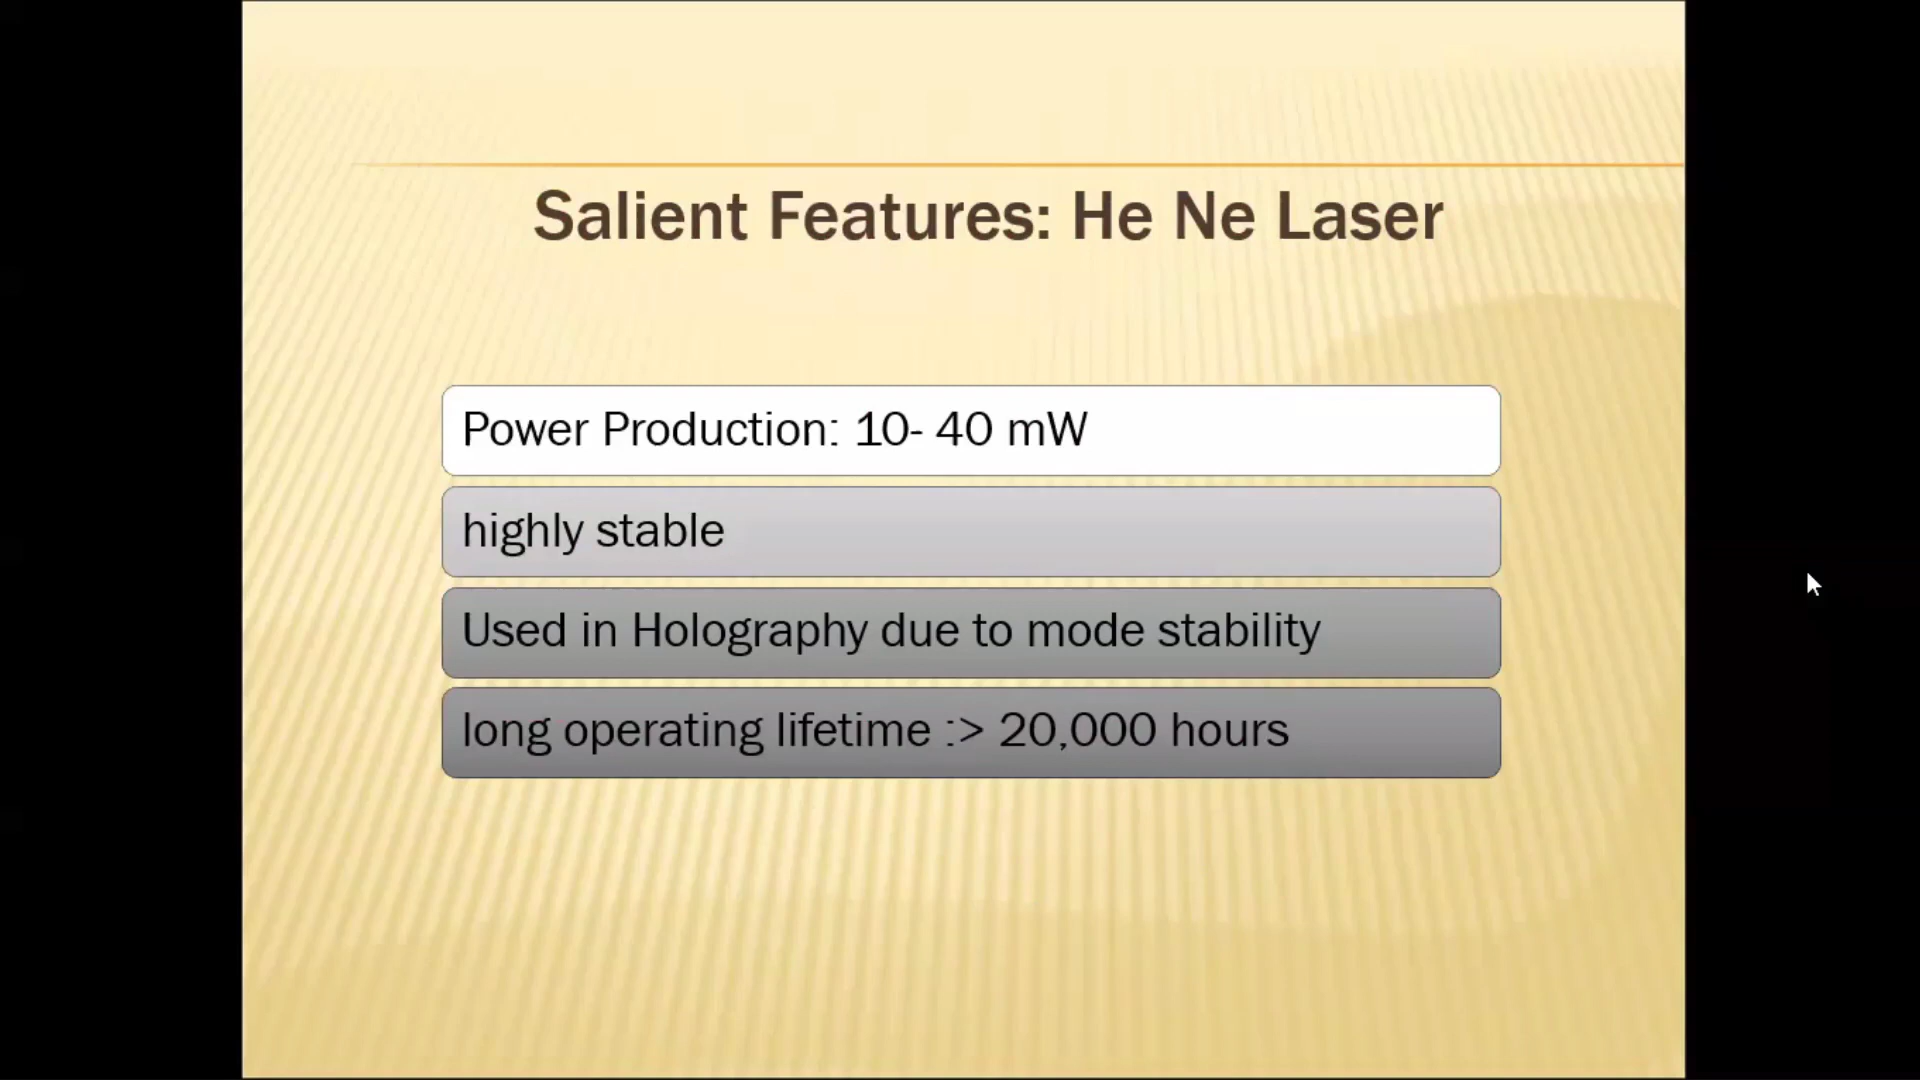 Salient Features: He Ne Laser
Power Production: 10- 40 mW
highly stable
Used in Holography due to mode stability
long operating lifetime :> 20,000 hours